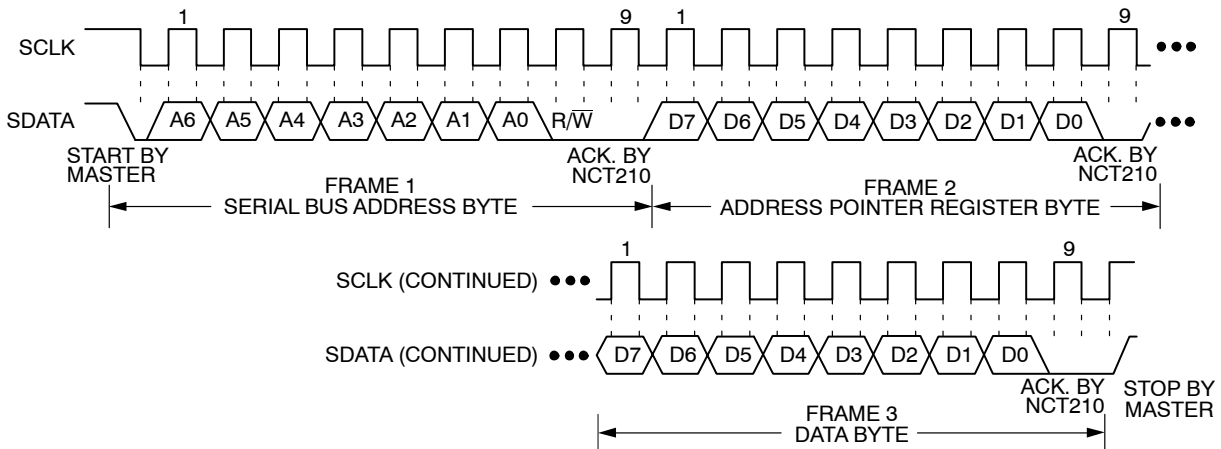 1 9 1 9
SCLK
SDATA A6 A5 A4 A3 A2 A1 A0 R/W̅ D7 D6 D5 D4 D3 D2 D1 D0
START BY
MASTER
ACK. BY
NCT210
ACK. BY
NCT210
FRAME 1
SERIAL BUS ADDRESS BYTE
FRAME 2
ADDRESS POINTER REGISTER BYTE
1 9
SCLK (CONTINUED)
SDATA (CONTINUED) D7 D6 D5 D4 D3 D2 D1 D0
ACK. BY
NCT210
STOP BY
MASTER
FRAME 3
DATA BYTE